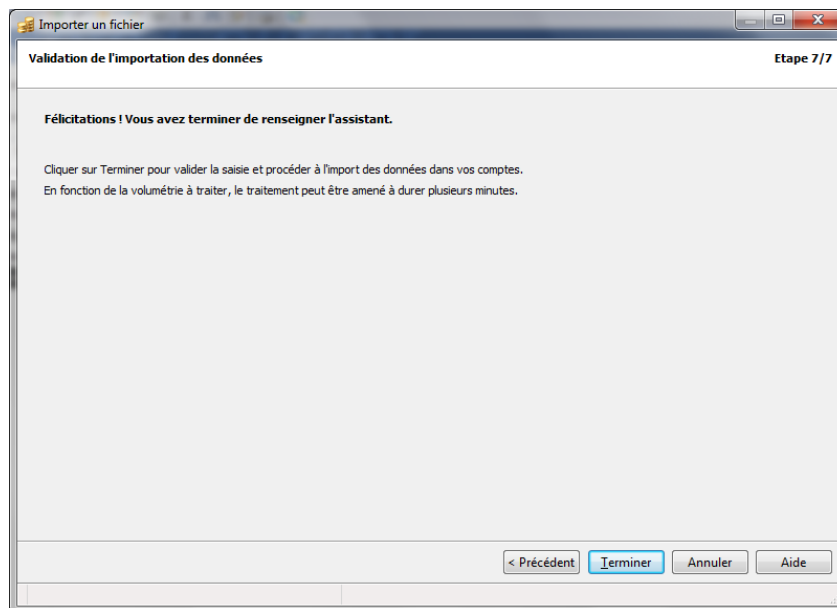 Importer un fichier
Validation de l'importation des données
Etape 7/7
Félicitations ! Vous avez terminer de renseigner l'assistant.
Cliquer sur Terminer pour valider la saisie et procéder à l'import des données dans vos comptes.
En fonction de la volumétrie à traiter, le traitement peut être amené à durer plusieurs minutes.
< Précédent Terminer Annuler Aide